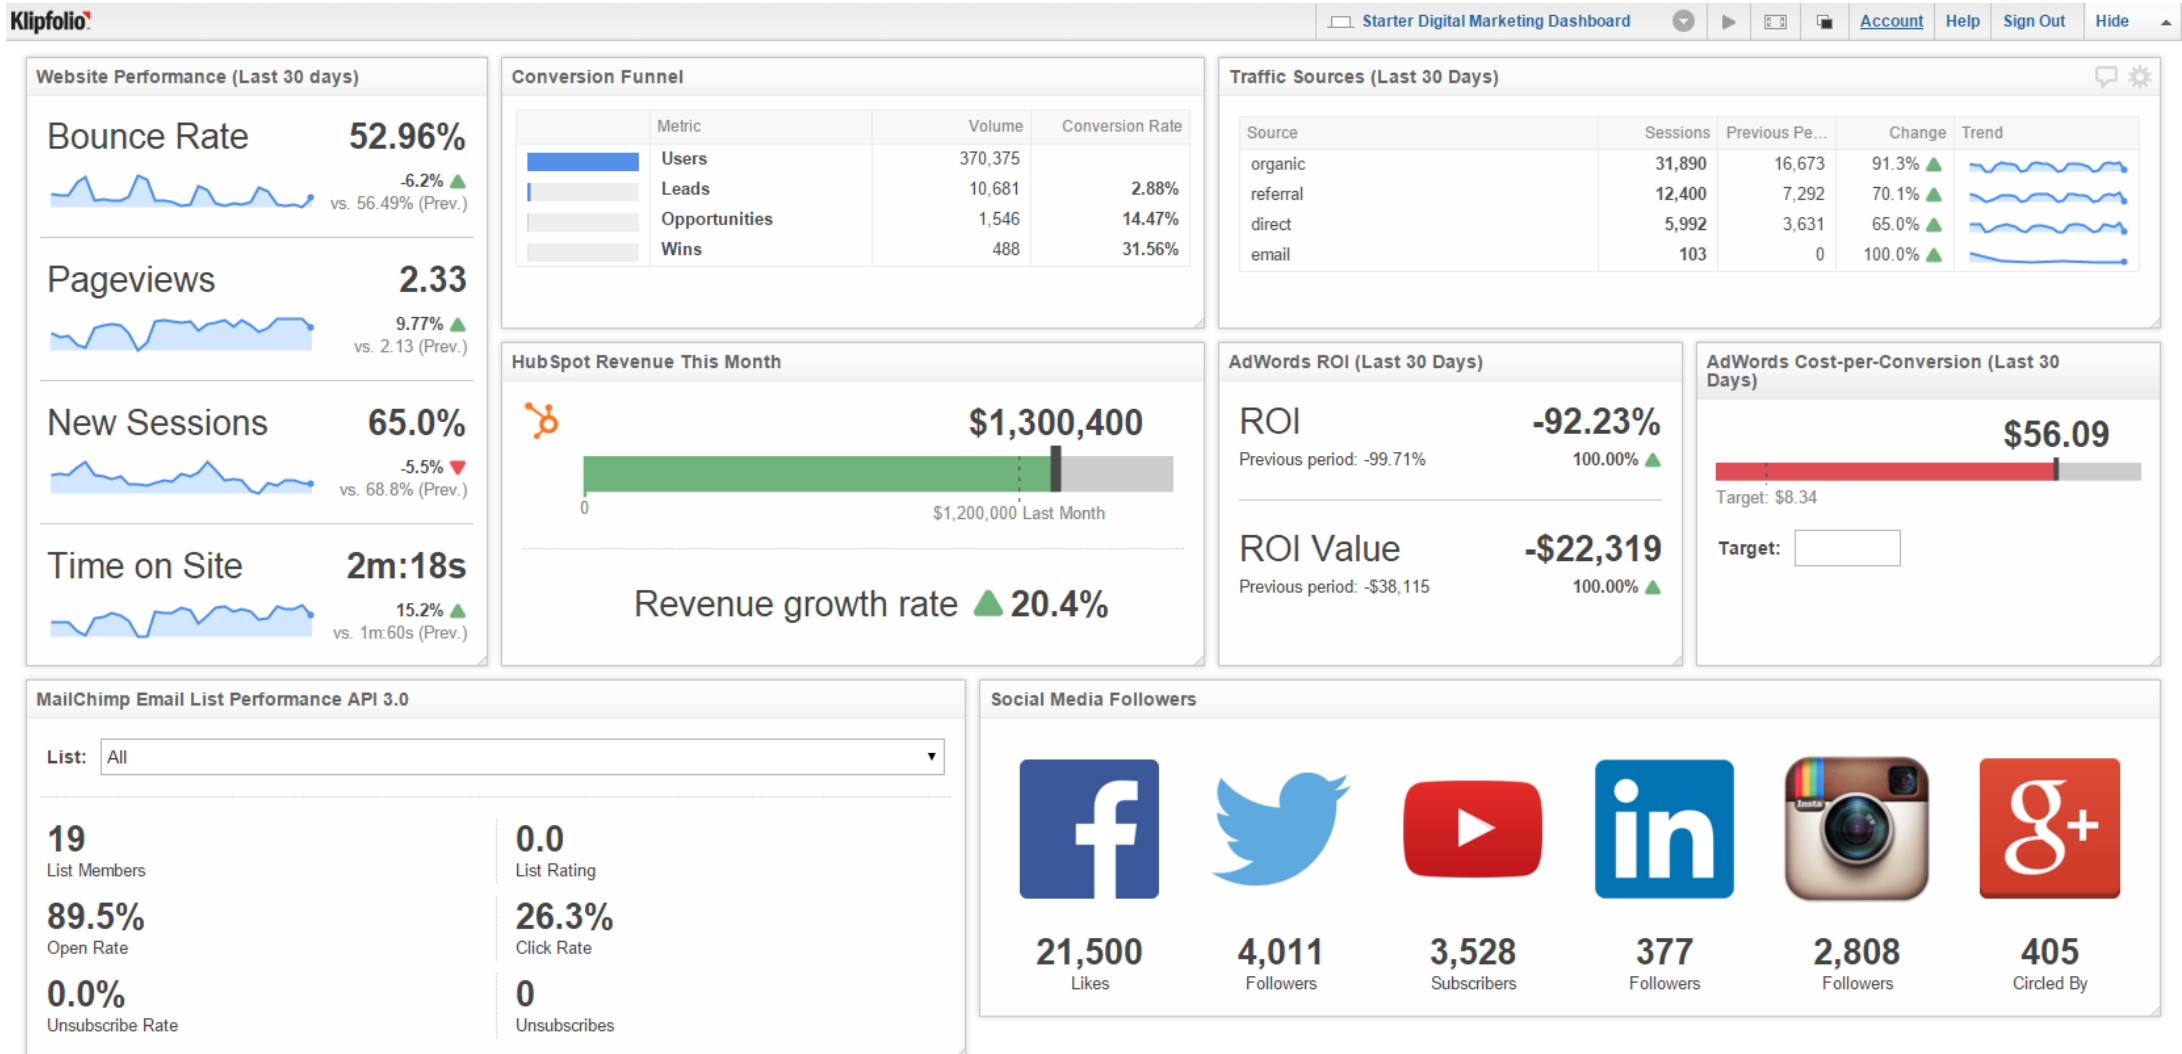 Klipfolio
Starter Digital Marketing Dashboard
Account
Help
Sign Out
Hide
Website Performance (Last 30 days)
Bounce Rate 52.96%
-6.2%
vs. 56.49% (Prev.)
Pageviews 2.33
9.77%
vs. 2.13 (Prev.)
New Sessions 65.0%
-5.5%
vs. 68.8% (Prev.)
Time on Site 2m:18s
15.2%
vs. 1m:60s (Prev.)
Conversion Funnel
Metric Volume Conversion Rate
Users 370,375
Leads 10,681 2.88%
Opportunities 1,546 14.47%
Wins 488 31.56%
Traffic Sources (Last 30 Days)
Source Sessions Previous Pe... Change Trend
organic 31,890 16,673 91.3%
referral 12,400 7,292 70.1%
direct 5,992 3,631 65.0%
email 103 0 100.0%
HubSpot Revenue This Month
$1,300,400
0
$1,200,000 Last Month
Revenue growth rate 20.4%
AdWords ROI (Last 30 Days)
ROI -92.23%
Previous period: -99.71% 100.00%
ROI Value -$22,319
Previous period: -$38,115 100.00%
AdWords Cost-per-Conversion (Last 30
Days)
$56.09
Target: $8.34
Target:
MailChimp Email List Performance API 3.0
List: All
19
List Members
0.0
List Rating
89.5%
Open Rate
26.3%
Click Rate
0.0%
Unsubscribe Rate
0
Unsubscribes
Social Media Followers
f
in
Insta
g+
21,500
Likes
4,011
Followers
3,528
Subscribers
377
Followers
2,808
Followers
405
Circled By